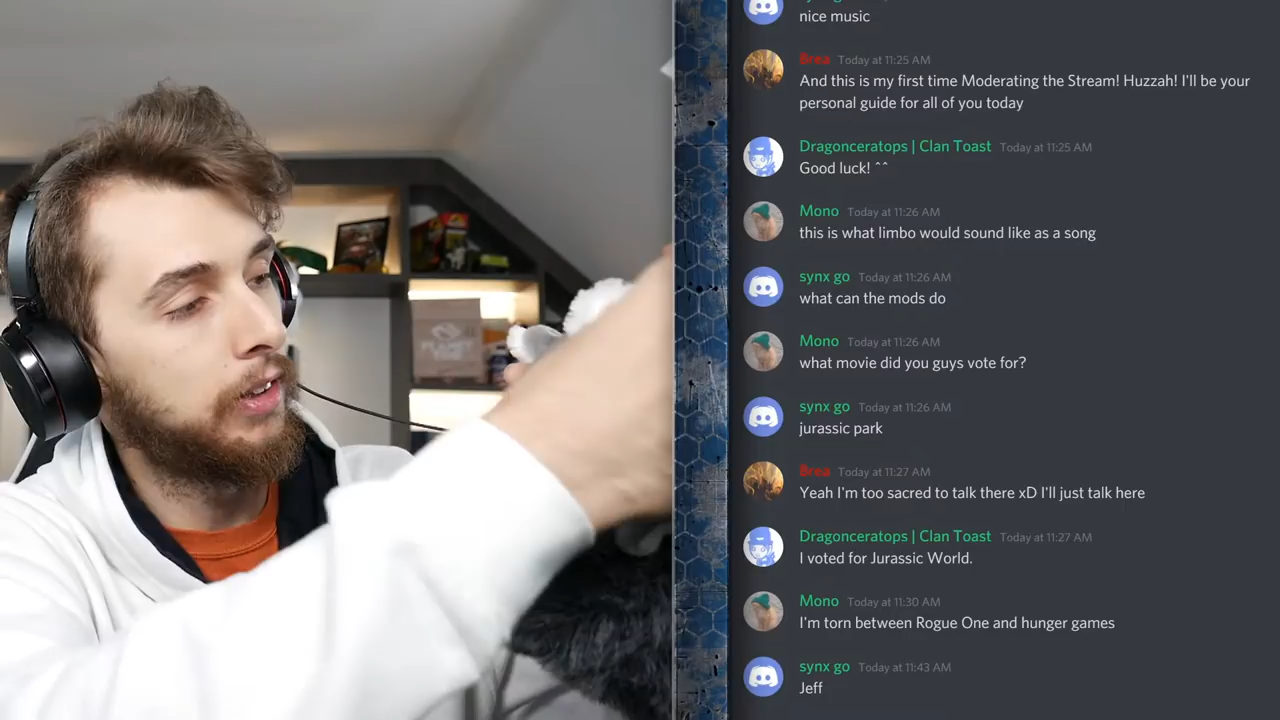 nice music
Brea Today at 11:25 AM
And this is my first time Moderating the Stream! Huzzah! I'll be your
personal guide for all of you today
Dragonceratops | Clan Toast Today at 11:25 AM
Good luck! ^^
Mono Today at 11:26 AM
this is what limbo would sound like as a song
synx go Today at 11:26 AM
what can the mods do
Mono Today at 11:26 AM
what movie did you guys vote for?
synx go Today at 11:26 AM
jurassic park
Brea Today at 11:27 AM
Yeah I'm too sacred to talk there xD I'll just talk here
Dragonceratops | Clan Toast Today at 11:27 AM
I voted for Jurassic World.
Mono Today at 11:30 AM
I'm torn between Rogue One and hunger games
synx go Today at 11:43 AM
Jeff